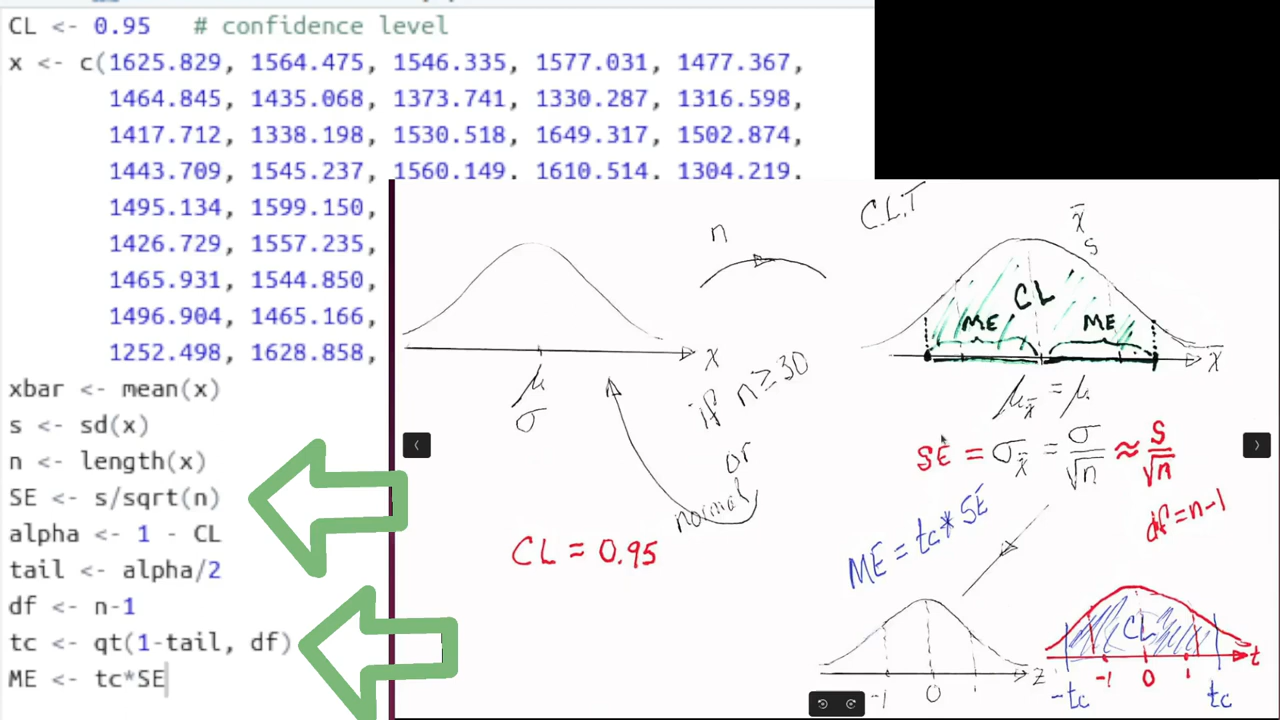 CL <- 0.95 # confidence level
x <- c(1625.829, 1564.475, 1546.335, 1577.031, 1477.367,
1464.845, 1435.068, 1373.741, 1330.287, 1316.598,
1417.712, 1338.198, 1530.518, 1649.317, 1502.874,
1443.709, 1545.237, 1560.149, 1610.514, 1304.219,
1495.134, 1599.150,
1426.729, 1557.235,
1465.931, 1544.850,
1496.904, 1465.166,
1252.498, 1628.858,
xbar <- mean(x)
s <- sd(x)
n <- length(x)
SE <- s/sqrt(n)
alpha <- 1 - CL
tail <- alpha/2
df <- n-1
tc <- qt(1-tail, df)
ME <- tc*SE
x
μ
σ
n
if n≥30
or
normal
C.L.T
x̄
s
CL
ME ME
x
μx̄ = μ
SE = σx̄ = σ/√n ≈ s/√n
df=n-1
CL = 0.95
ME = tc* SE
-1 0 z
CL
-1 0 1 t
-tc tc